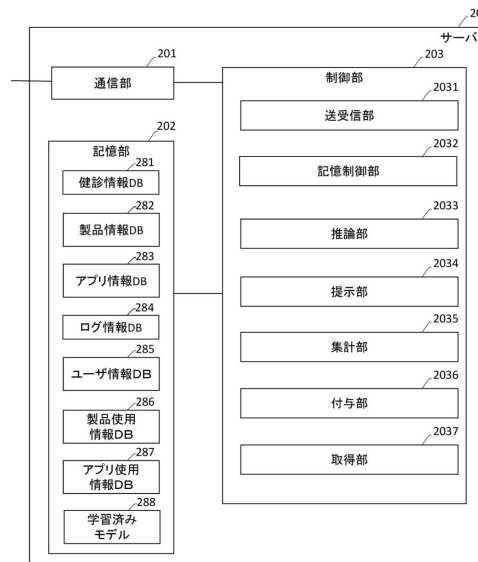 20
サーバ
201
通信部
202
記憶部
281
健診情報DB
282
製品情報DB
283
アプリ情報DB
284
ログ情報DB
285
ユーザ情報DB
286
製品使用
情報DB
287
アプリ使用
情報DB
288
学習済み
モデル
203
制御部
2031
送受信部
2032
記憶制御部
2033
推論部
2034
提示部
2035
集計部
2036
付与部
2037
取得部